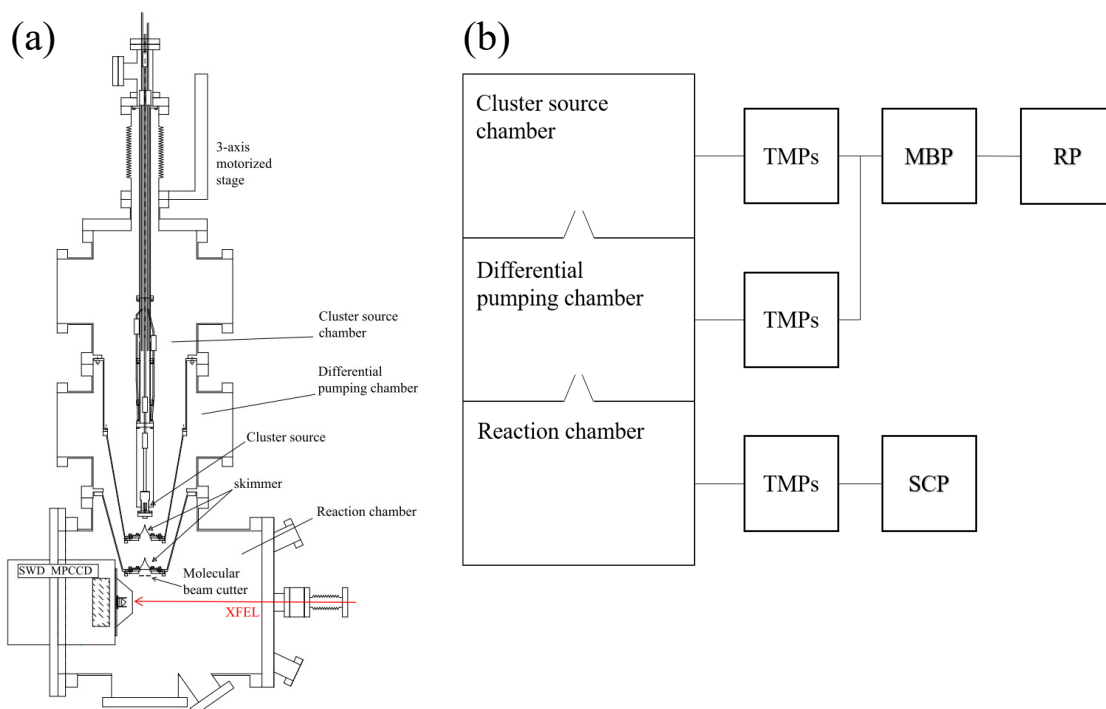 (a)
3-axis
motorized
stage
Cluster source
chamber
Differential
pumping chamber
Cluster source
skimmer
Reaction chamber
SWD MPCCD
Molecular
beam cutter
XFEL
(b)
Cluster source
chamber
TMPs
MBP
RP
Differential
pumping chamber
TMPs
Reaction chamber
TMPs
SCP